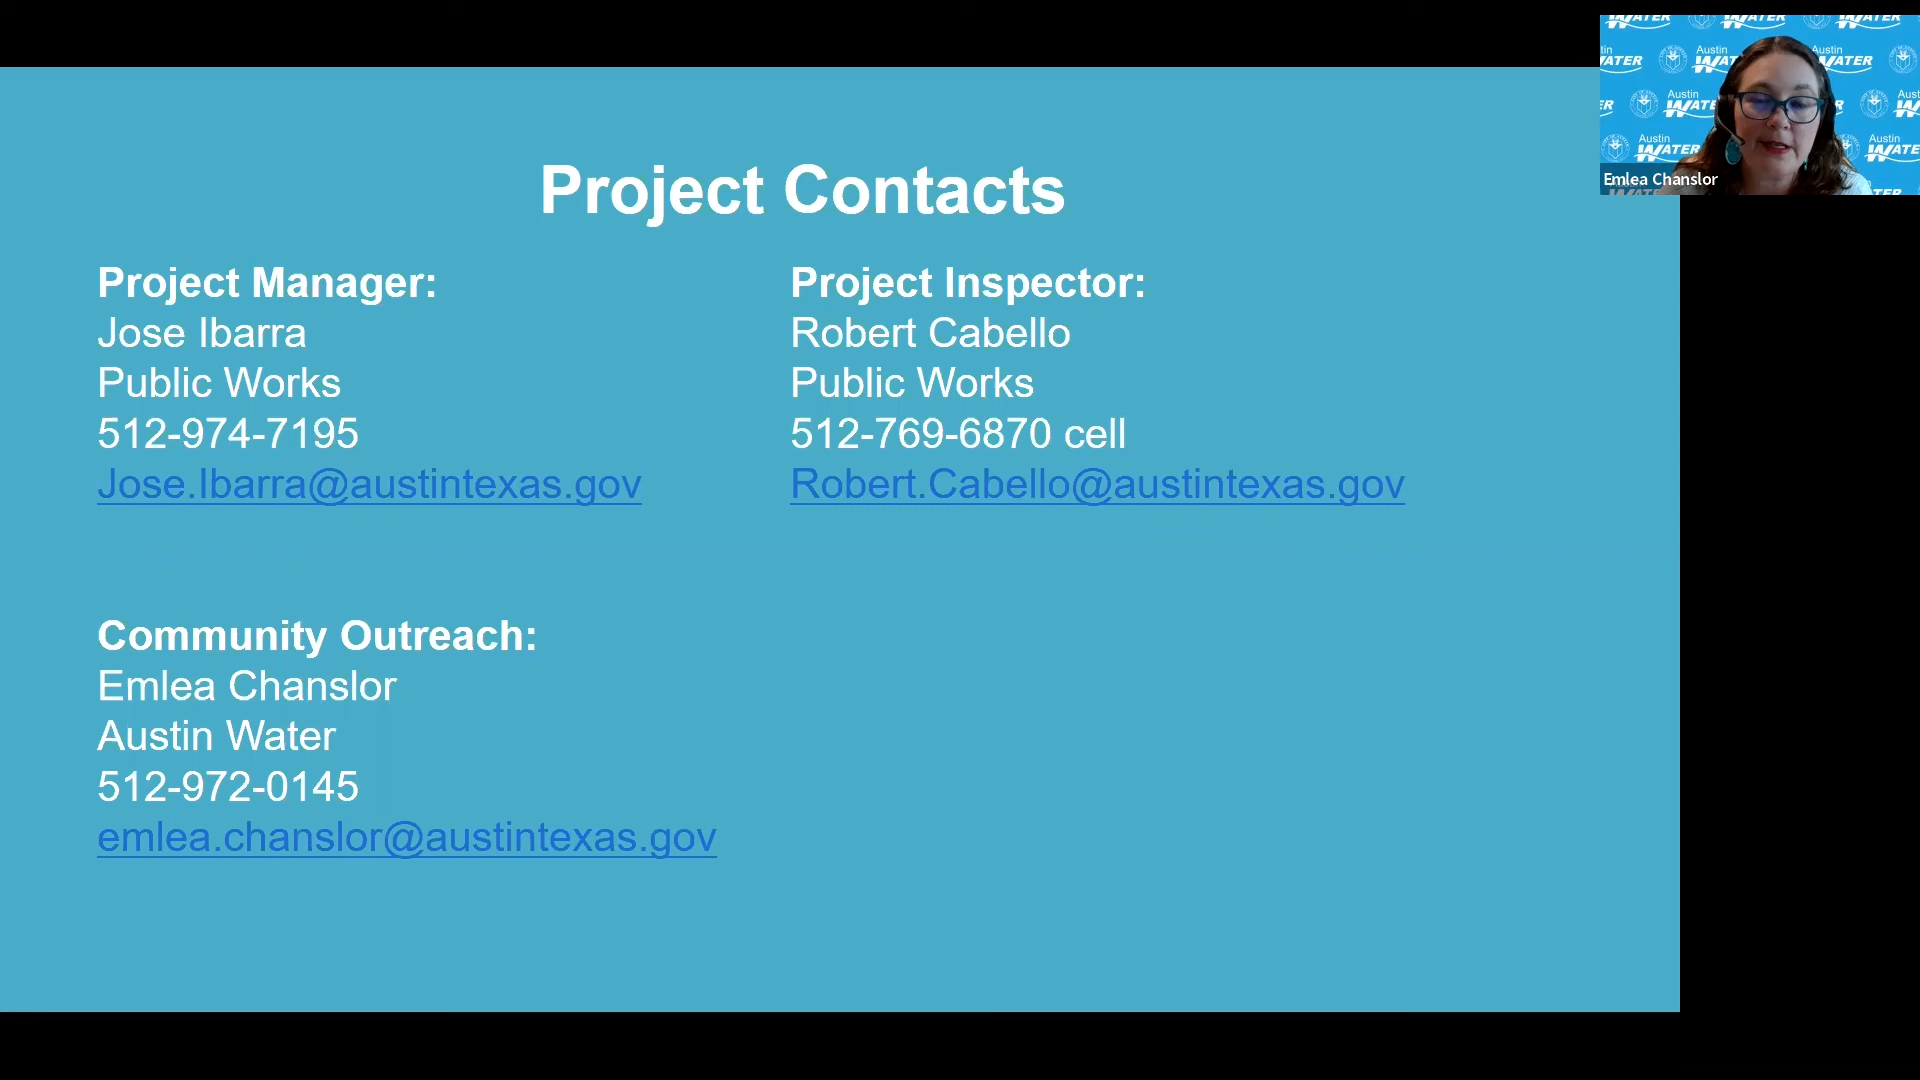 Project Contacts
Project Manager:
Jose Ibarra
Public Works
512-974-7195
Jose.Ibarra@austintexas.gov
Project Inspector:
Robert Cabello
Public Works
512-769-6870 cell
Robert.Cabello@austintexas.gov
Community Outreach:
Emlea Chanslor
Austin Water
512-972-0145
emlea.chanslor@austintexas.gov
Austin
WATER
Emlea Chanslor